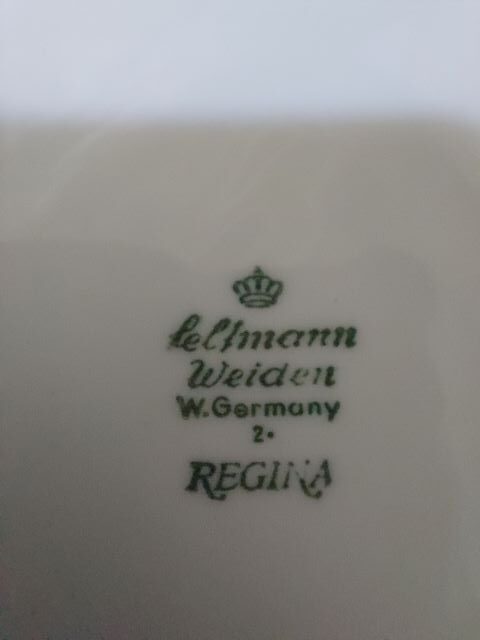 Seltmann
Weiden
W.Germany
2.
REGINA